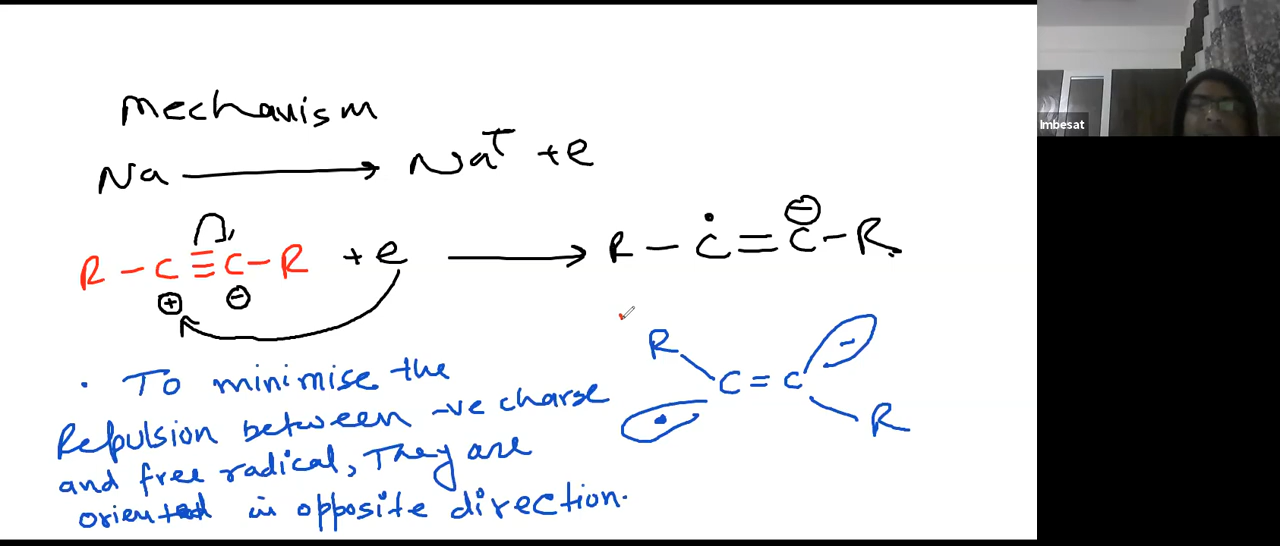 Mechanism
Na → Na⁺ + e
R - C ≡ C - R + e → R - Ċ = C - R
⊕ ⊖ ⊖
R
C = C -
R
· To minimise the
Repulsion between -ve charge
and free radical, They are
oriented in opposite direction.
Imbesat